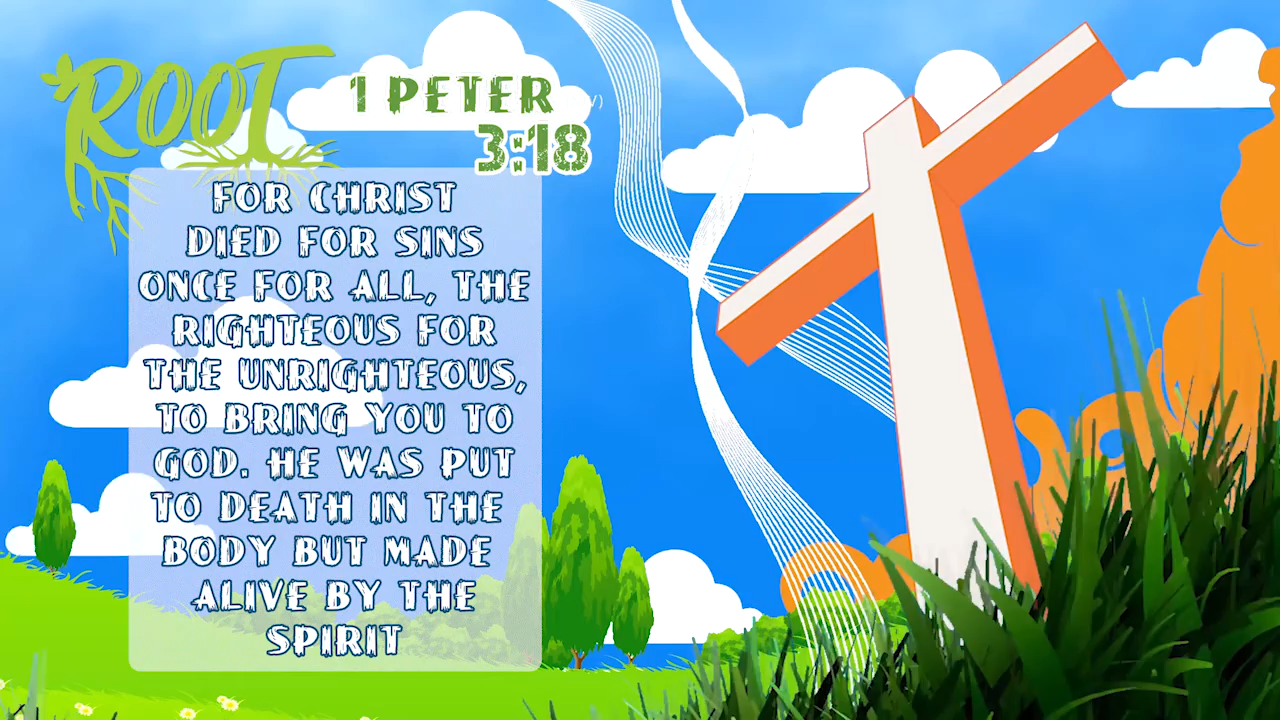 ROOT
1 PETER
3:18
FOR CHRIST
DIED FOR SINS
ONCE FOR ALL, THE
RIGHTEOUS FOR
THE UNRIGHTEOUS,
TO BRING YOU TO
GOD. HE WAS PUT
TO DEATH IN THE
BODY BUT MADE
ALIVE BY THE
SPIRIT